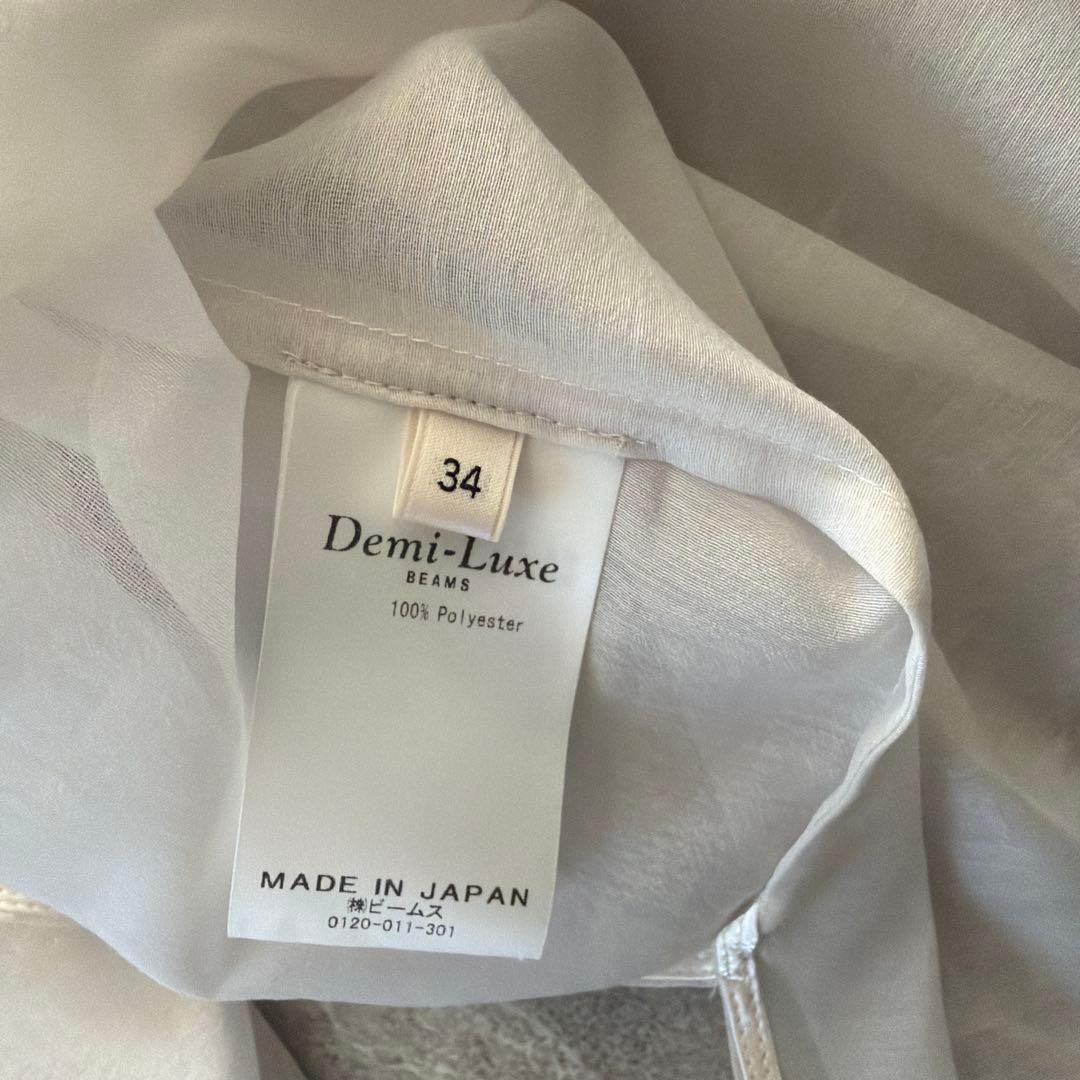 34
Demi-Luxe
BEAMS
100% Polyester
MADE IN JAPAN
㈱ビームス
0120-011-301